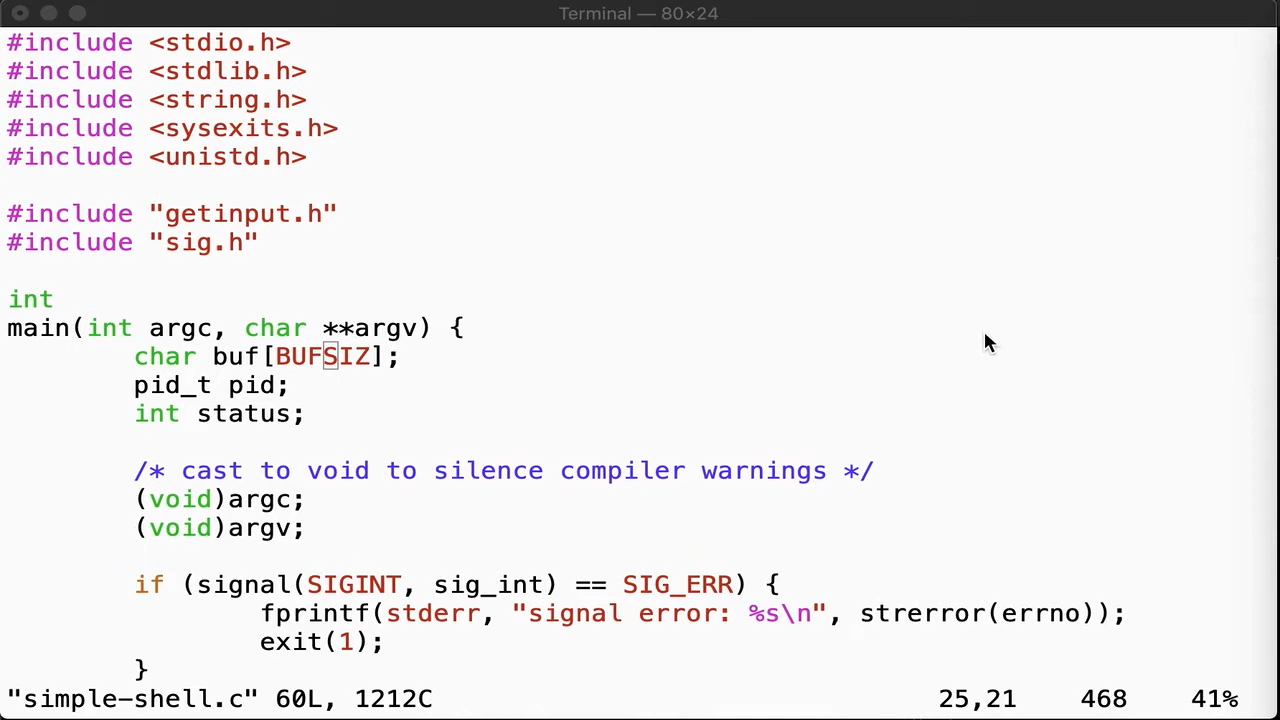 Terminal — 80×24
#include <stdio.h>
#include <stdlib.h>
#include <string.h>
#include <sysexits.h>
#include <unistd.h>
#include "getinput.h"
#include "sig.h"
int
main(int argc, char **argv) {
char buf[BUFSIZ];
pid_t pid;
int status;
/* cast to void to silence compiler warnings */
(void)argc;
(void)argv;
if (signal(SIGINT, sig_int) == SIG_ERR) {
fprintf(stderr, "signal error: %s\n", strerror(errno));
exit(1);
}
"simple-shell.c" 60L, 1212C 25,21 468 41%